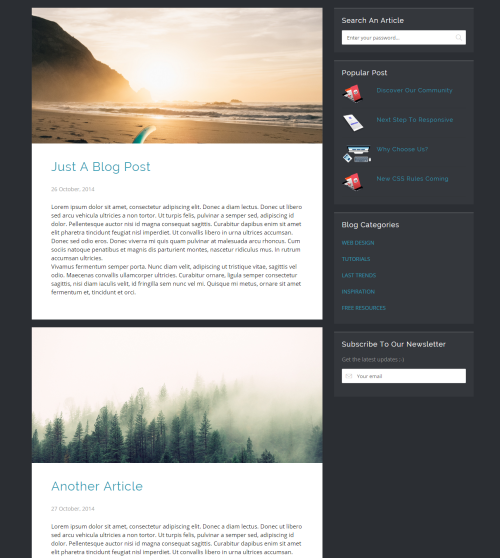 Just A Blog Post
26 October, 2014
Lorem ipsum dolor sit amet, consectetur adipiscing elit. Donec a diam lectus. Donec ut libero
sed arcu vehicula ultricies a non tortor. Ut turpis felis, pulvinar a semper sed, adipiscing id
dolor. Pellentesque auctor nisi id magna consequat sagittis. Curabitur dapibus enim sit amet
elit pharetra tincidunt feugiat nisl imperdiet. Ut convallis libero in urna ultrices accumsan.
Donec sed odio eros. Donec viverra mi quis quam pulvinar at malesuada arcu rhoncus. Cum
sociis natoque penatibus et magnis dis parturient montes, nascetur ridiculus mus. In rutrum
accumsan ultricies.
Vivamus fermentum semper porta. Nunc diam velit, adipiscing ut tristique vitae, sagittis vel
odio. Maecenas convallis ullamcorper ultricies. Curabitur ornare, ligula semper consectetur
sagittis, nisi diam iaculis velit, id fringilla sem nunc vel mi. Quisque mi metus, ornare sit amet
fermentum et, tincidunt et orci.
Another Article
27 October, 2014
Lorem ipsum dolor sit amet, consectetur adipiscing elit. Donec a diam lectus. Donec ut libero
sed arcu vehicula ultricies a non tortor. Ut turpis felis, pulvinar a semper sed, adipiscing id
dolor. Pellentesque auctor nisi id magna consequat sagittis. Curabitur dapibus enim sit amet
elit pharetra tincidunt feugiat nisl imperdiet. Ut convallis libero in urna ultrices accumsan.
Search An Article
Enter your password...
Popular Post
Discover Our Community
Next Step To Responsive
Why Choose Us?
New CSS Rules Coming
Blog Categories
WEB DESIGN
TUTORIALS
LAST TRENDS
INSPIRATION
FREE RESOURCES
Subscribe To Our Newsletter
Get the latest updates ;-)
Your email